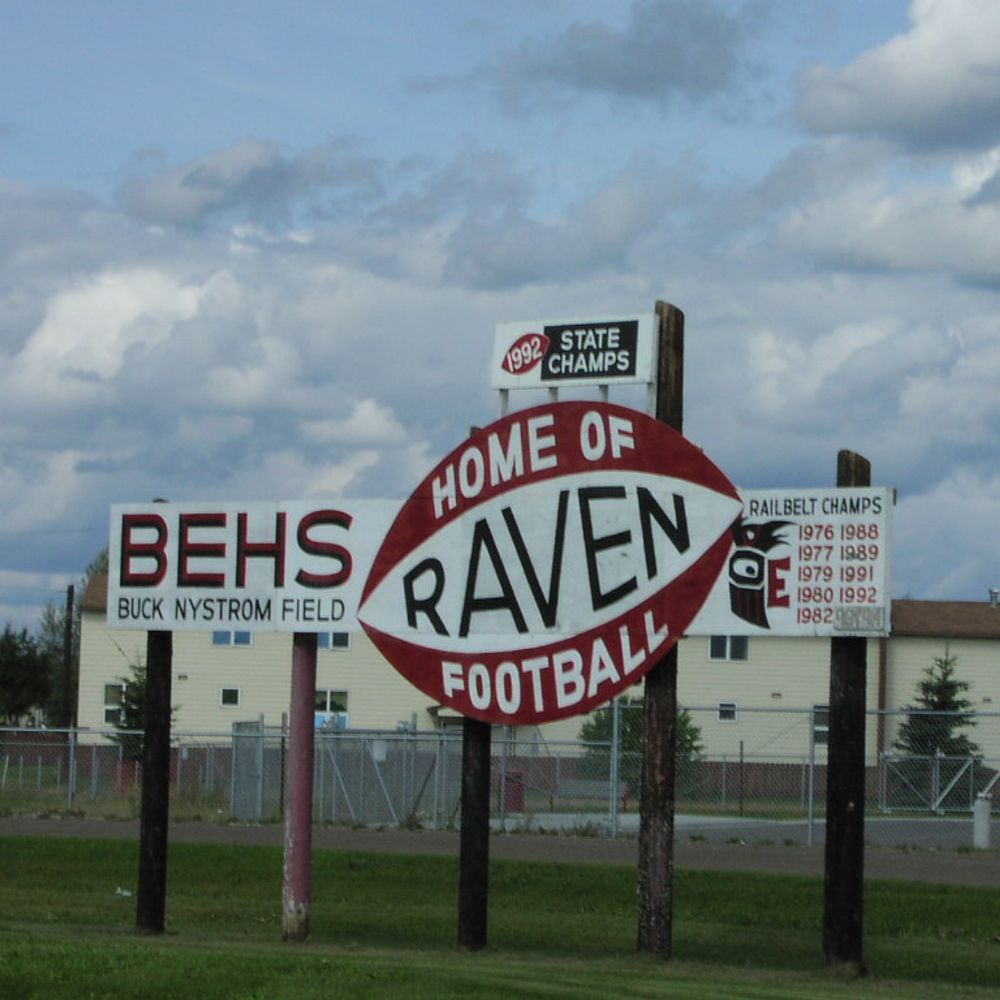 1992
STATE
CHAMPS
HOME OF
RAVEN
FOOTBALL
BEHS
BUCK NYSTROM FIELD
RAILBELT CHAMPS
1976 1988
1977 1989
1979 1991
1980 1992
1982
E